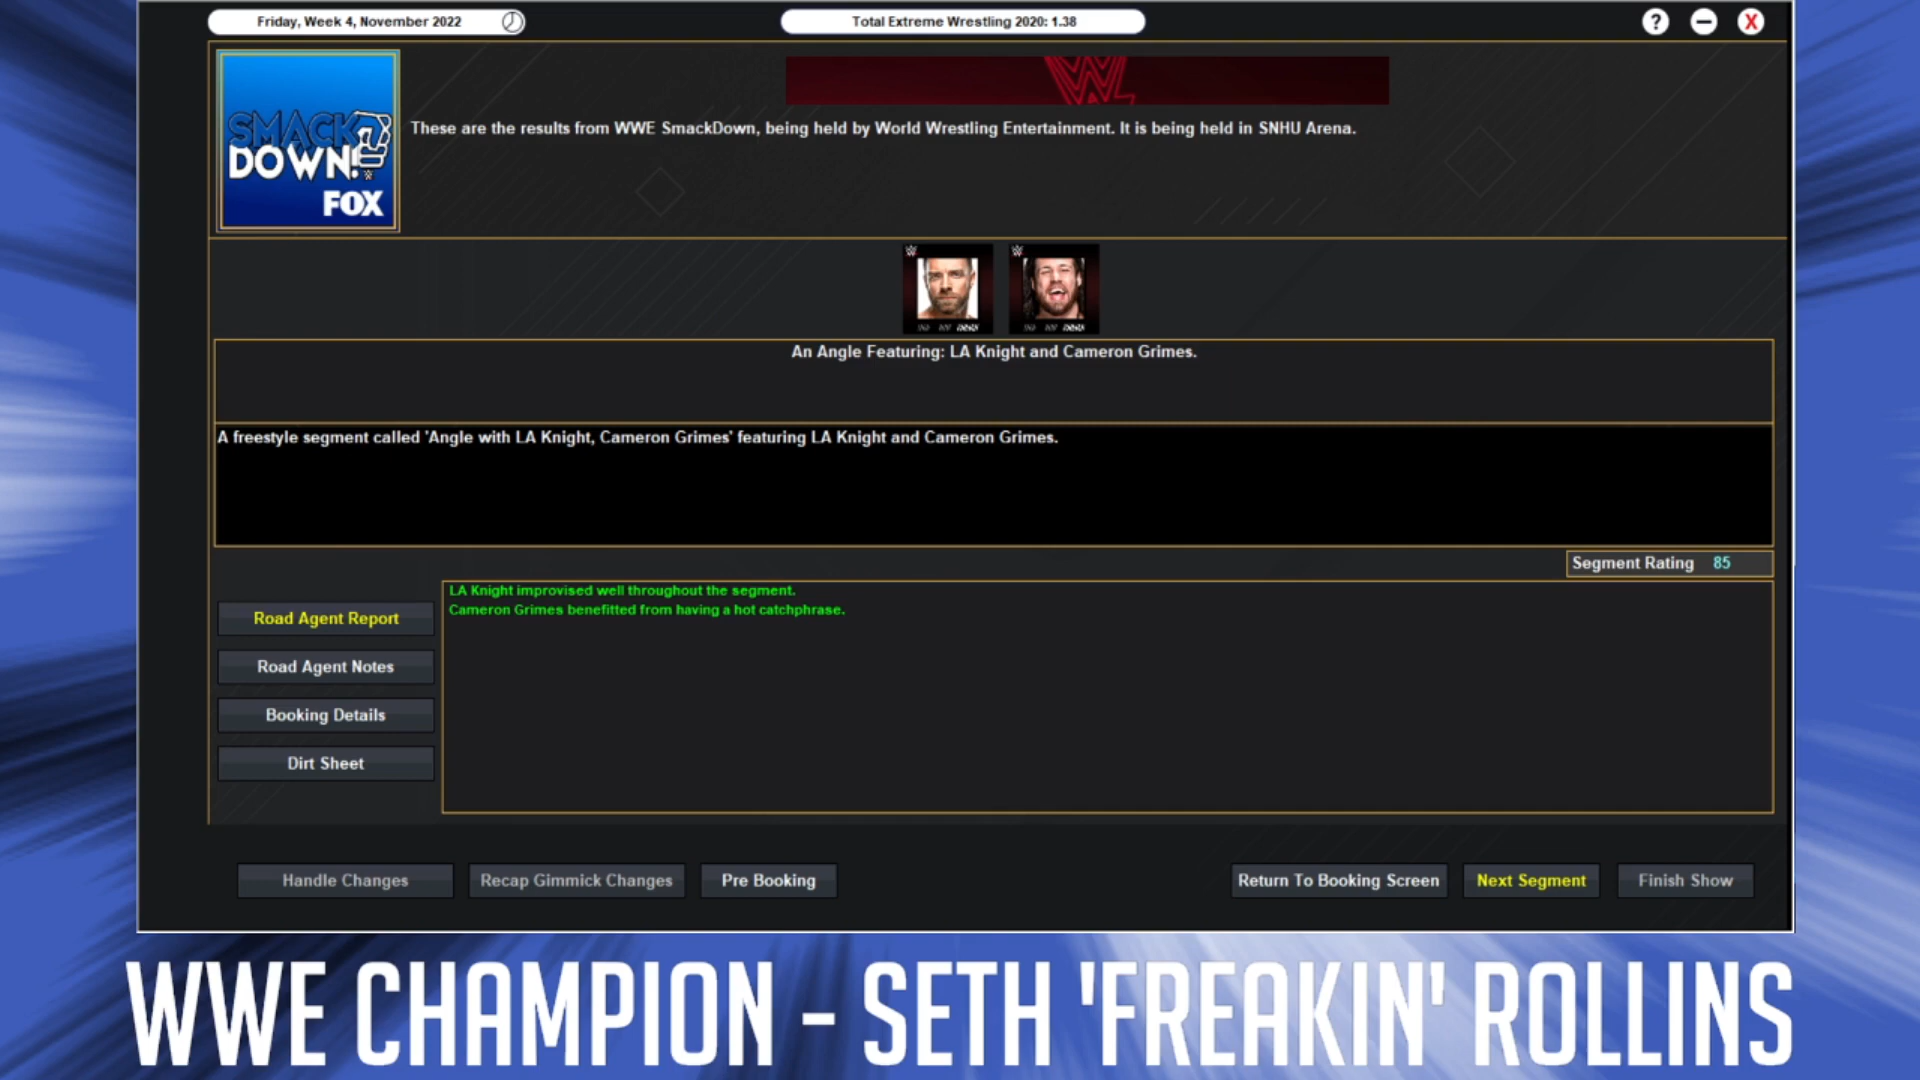 Friday, Week 4, November 2022
Total Extreme Wrestling 2020: 1.38
?
X
SMACK
DOWN!
FOX
These are the results from WWE SmackDown, being held by World Wrestling Entertainment. It is being held in SNHU Arena.
An Angle Featuring: LA Knight and Cameron Grimes.
A freestyle segment called 'Angle with LA Knight, Cameron Grimes' featuring LA Knight and Cameron Grimes.
Segment Rating 85
LA Knight improvised well throughout the segment.
Cameron Grimes benefitted from having a hot catchphrase.
Road Agent Report
Road Agent Notes
Booking Details
Dirt Sheet
Handle Changes
Recap Gimmick Changes
Pre Booking
Return To Booking Screen
Next Segment
Finish Show
WWE CHAMPION - SETH 'FREAKIN' ROLLINS